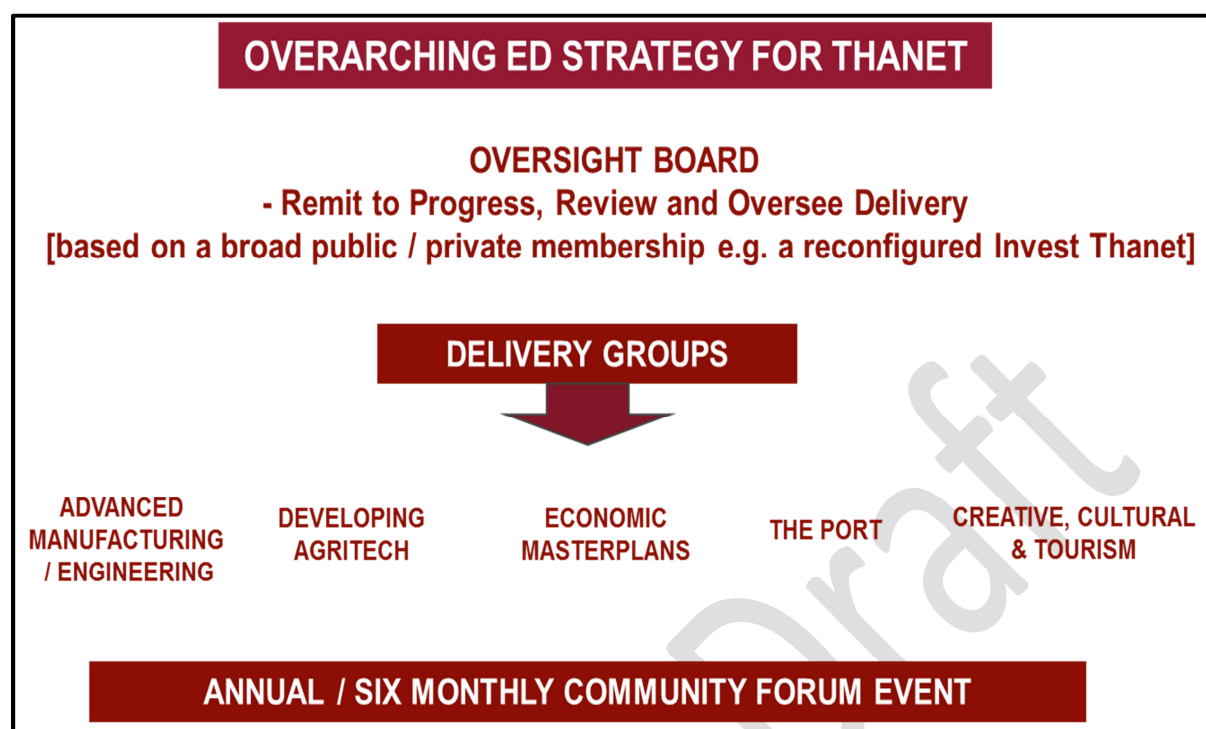 OVERARCHING ED STRATEGY FOR THANET
OVERSIGHT BOARD
- Remit to Progress, Review and Oversee Delivery
[based on a broad public / private membership e.g. a reconfigured Invest Thanet]
DELIVERY GROUPS
ADVANCED
MANUFACTURING
/ ENGINEERING
DEVELOPING
AGRITECH
ECONOMIC
MASTERPLANS
THE PORT
CREATIVE, CULTURAL
& TOURISM
ANNUAL / SIX MONTHLY COMMUNITY FORUM EVENT
Draft